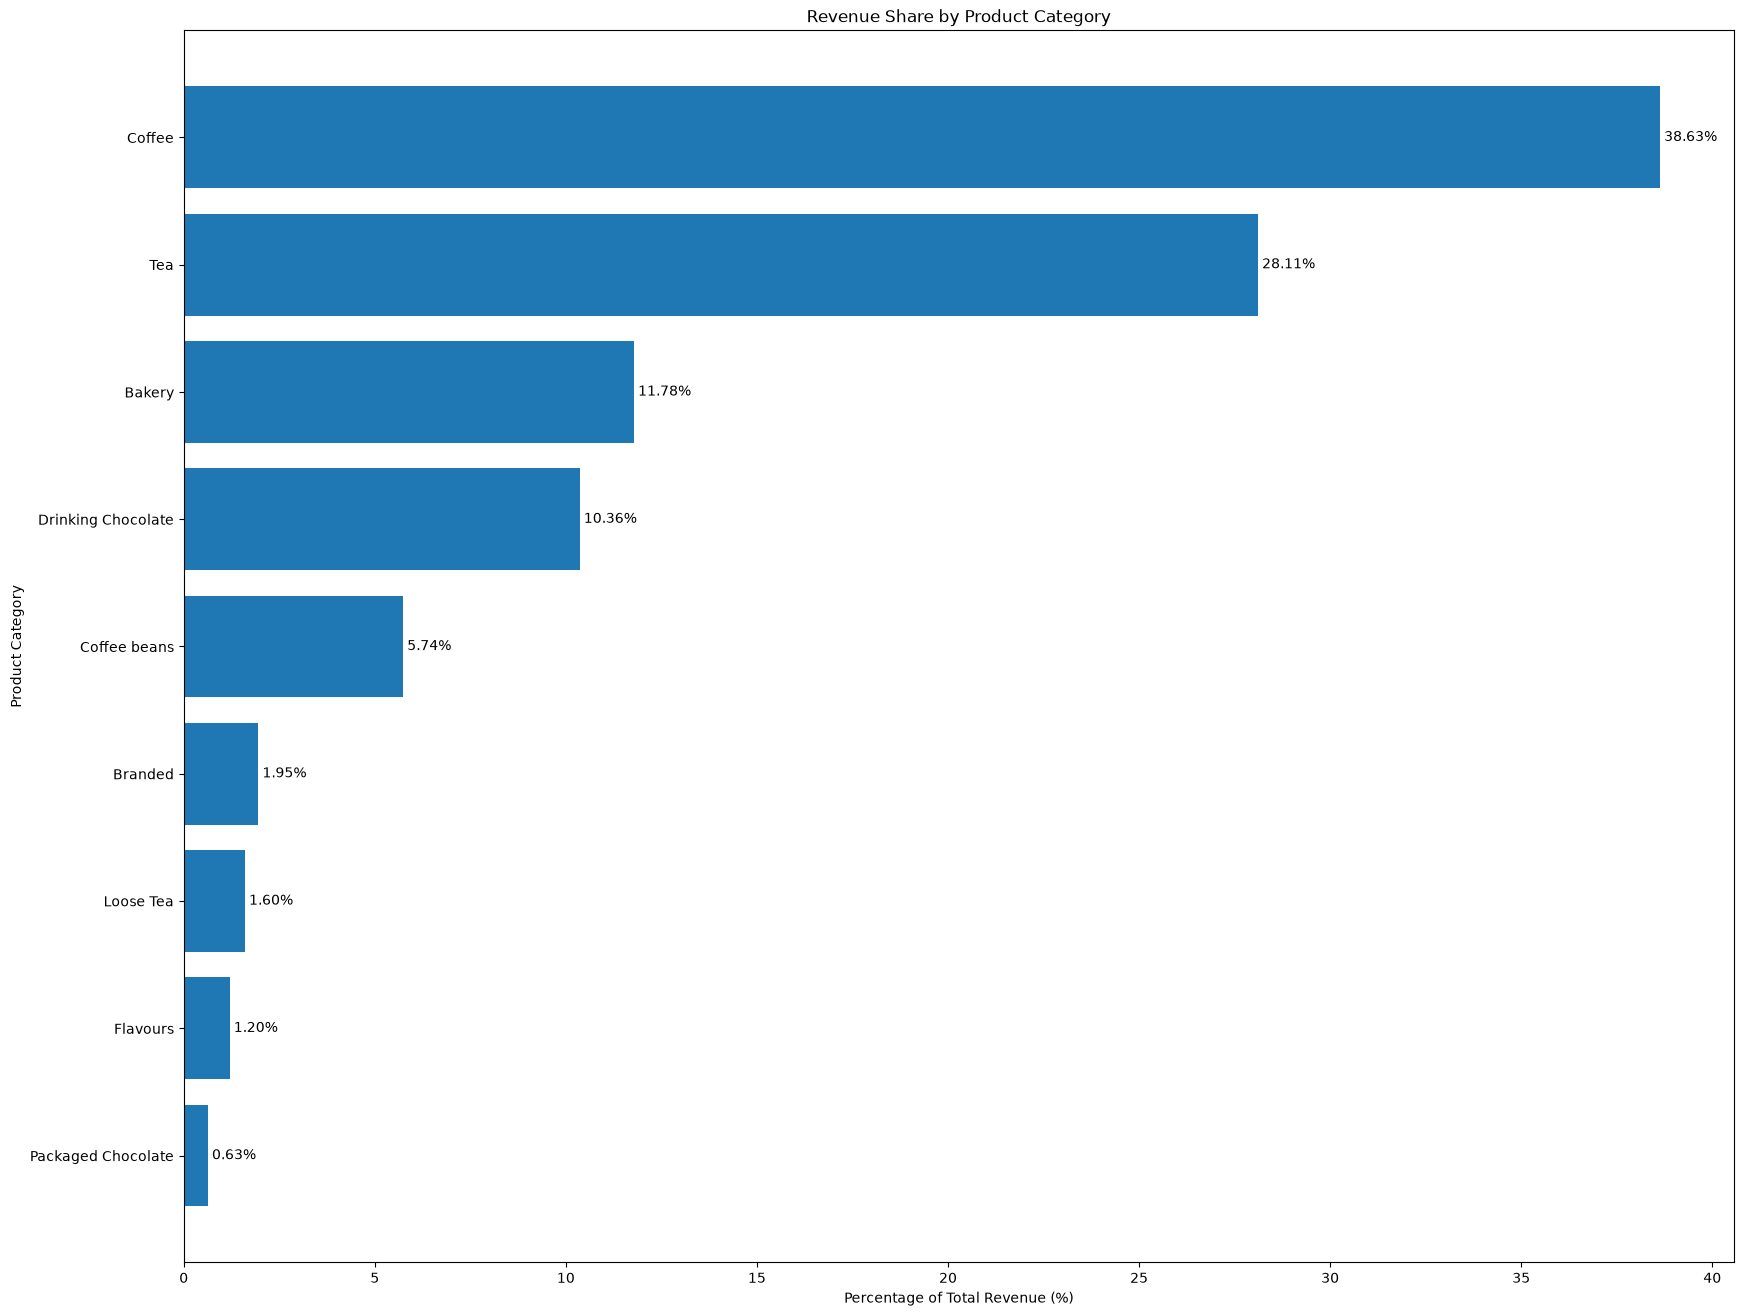 Revenue Share by Product Category
Product Category
Coffee
38.63%
Tea
28.11%
Bakery
11.78%
Drinking Chocolate
10.36%
Coffee beans
5.74%
Branded
1.95%
Loose Tea
1.60%
Flavours
1.20%
Packaged Chocolate
0.63%
0 5 10 15 20 25 30 35 40
Percentage of Total Revenue (%)